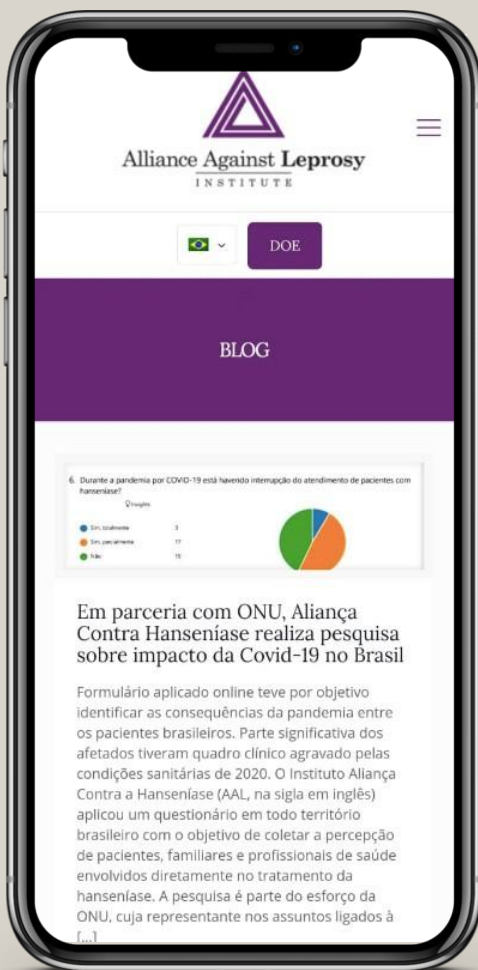 Alliance Against Leprosy
INSTITUTE
DOE
BLOG
6. Durante a pandemia por COVID-19 está havendo interrupção do atendimento de pacientes com
hanseníase?
Insights
Sim, totalmente 3
Sim, parcialmente 17
Não 15
Em parceria com ONU, Aliança
Contra Hanseníase realiza pesquisa
sobre impacto da Covid-19 no Brasil
Formulário aplicado online teve por objetivo
identificar as consequências da pandemia entre
os pacientes brasileiros. Parte significativa dos
afetados tiveram quadro clínico agravado pelas
condições sanitárias de 2020. O Instituto Aliança
Contra a Hanseníase (AAL, na sigla em inglês)
aplicou um questionário em todo território
brasileiro com o objetivo de coletar a percepção
de pacientes, familiares e profissionais de saúde
envolvidos diretamente no tratamento da
hanseníase. A pesquisa é parte do esforço da
ONU, cuja representante nos assuntos ligados à
[...]